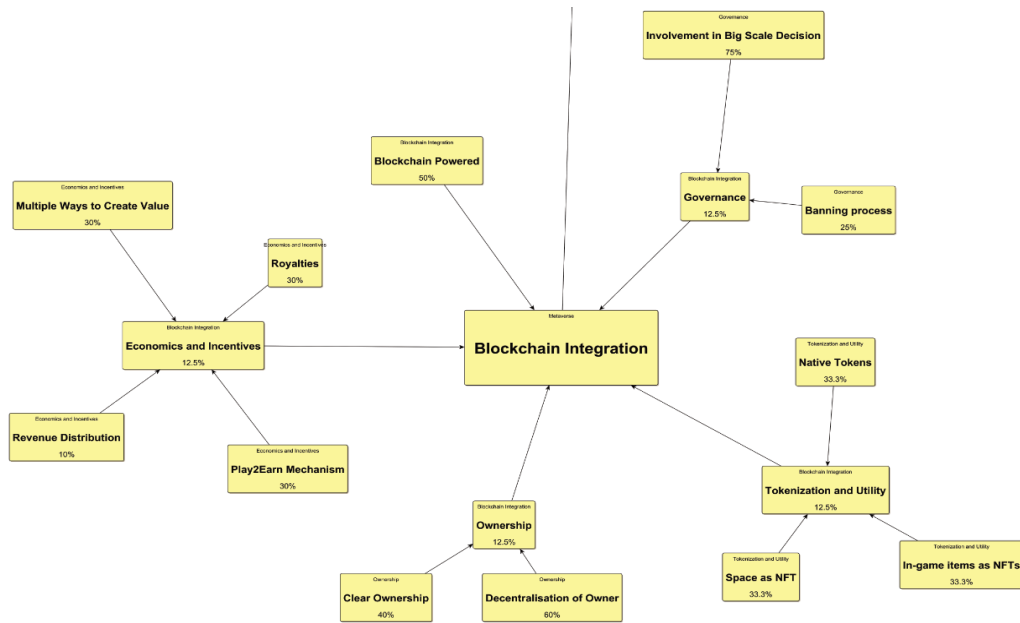 Governance
Involvement in Big Scale Decision
75%
Blockchain Integration
Blockchain Powered
50%
Blockchain Integration
Governance
12.5%
Governance
Banning process
25%
Economics and Incentives
Multiple Ways to Create Value
30%
Economics and Incentives
Royalties
30%
Metaverse
Blockchain Integration
Blockchain Integration
Economics and Incentives
12.5%
Tokenization and Utility
Native Tokens
33.3%
Economics and Incentives
Revenue Distribution
10%
Economics and Incentives
Play2Earn Mechanism
30%
Blockchain Integration
Tokenization and Utility
12.5%
Blockchain Integration
Ownership
12.5%
Tokenization and Utility
Space as NFT
33.3%
Tokenization and Utility
In-game items as NFTs
33.3%
Ownership
Clear Ownership
40%
Ownership
Decentralisation of Owner
60%